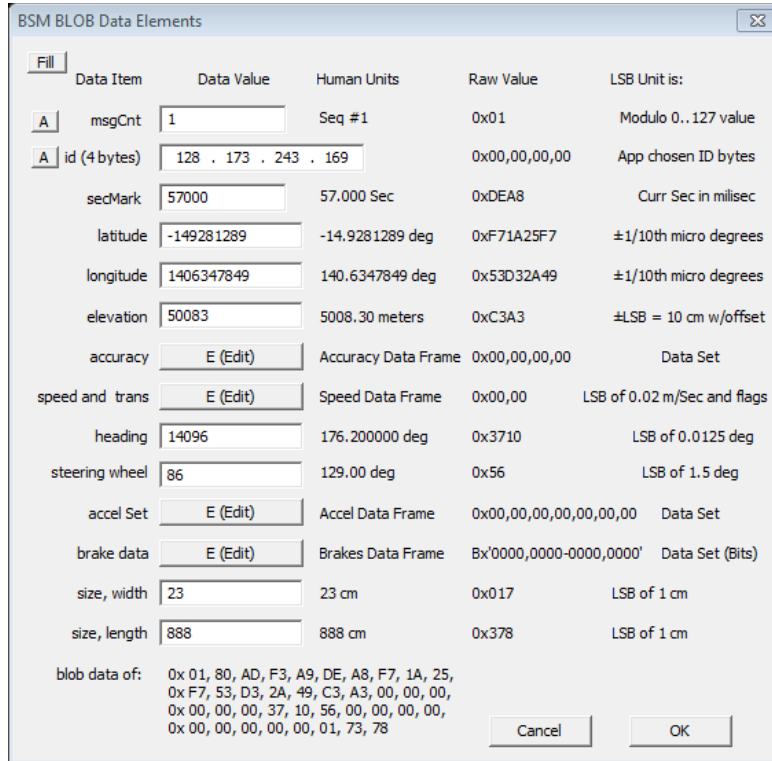 BSM BLOB Data Elements
Fill
Data Item Data Value Human Units Raw Value LSB Unit is:
A msgCnt 1 Seq #1 0x01 Modulo 0..127 value
A id (4 bytes) 128 . 173 . 243 . 169 0x00,00,00,00 App chosen ID bytes
secMark 57000 57.000 Sec 0xDEA8 Curr Sec in milisec
latitude -149281289 -14.9281289 deg 0xF71A25F7 ±1/10th micro degrees
longitude 1406347849 140.6347849 deg 0x53D32A49 ±1/10th micro degrees
elevation 50083 5008.30 meters 0xC3A3 ±LSB = 10 cm w/offset
accuracy E (Edit) Accuracy Data Frame 0x00,00,00,00 Data Set
speed and trans E (Edit) Speed Data Frame 0x00,00 LSB of 0.02 m/Sec and flags
heading 14096 176.200000 deg 0x3710 LSB of 0.0125 deg
steering wheel 86 129.00 deg 0x56 LSB of 1.5 deg
accel Set E (Edit) Accel Data Frame 0x00,00,00,00,00,00,00 Data Set
brake data E (Edit) Brakes Data Frame Bx'0000,0000-0000,0000' Data Set (Bits)
size, width 23 23 cm 0x017 LSB of 1 cm
size, length 888 888 cm 0x378 LSB of 1 cm
blob data of: 0x 01, 80, AD, F3, A9, DE, A8, F7, 1A, 25,
0x F7, 53, D3, 2A, 49, C3, A3, 00, 00, 00,
0x 00, 00, 00, 37, 10, 56, 00, 00, 00, 00,
0x 00, 00, 00, 00, 00, 01, 73, 78
Cancel OK